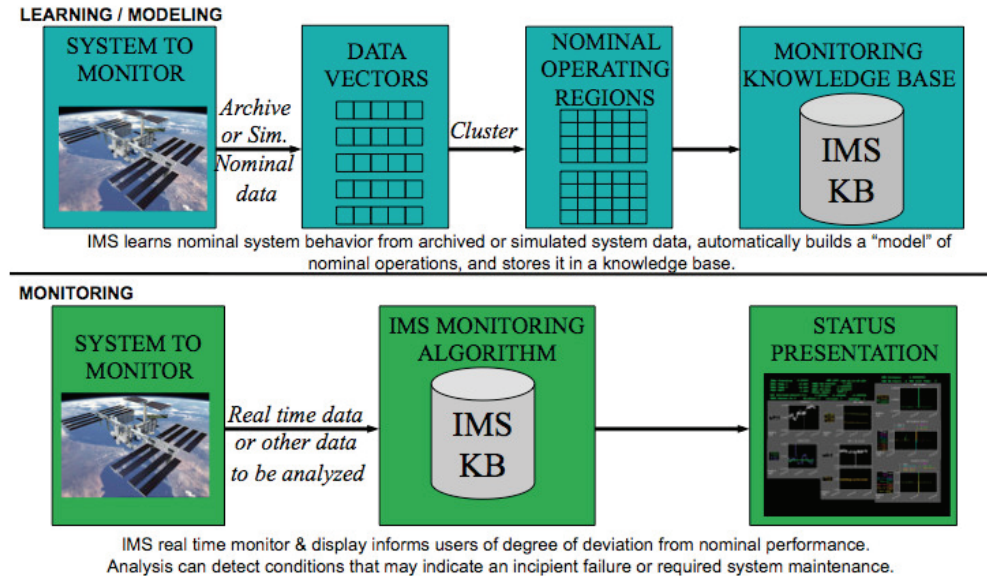 LEARNING / MODELING
SYSTEM TO
MONITOR
Archive
or Sim.
Nominal
data
DATA
VECTORS
Cluster
NOMINAL
OPERATING
REGIONS
MONITORING
KNOWLEDGE BASE
IMS
KB
IMS learns nominal system behavior from archived or simulated system data, automatically builds a “model” of
nominal operations, and stores it in a knowledge base.
MONITORING
SYSTEM TO
MONITOR
Real time data
or other data
to be analyzed
IMS MONITORING
ALGORITHM
IMS
KB
STATUS
PRESENTATION
IMS real time monitor & display informs users of degree of deviation from nominal performance.
Analysis can detect conditions that may indicate an incipient failure or required system maintenance.